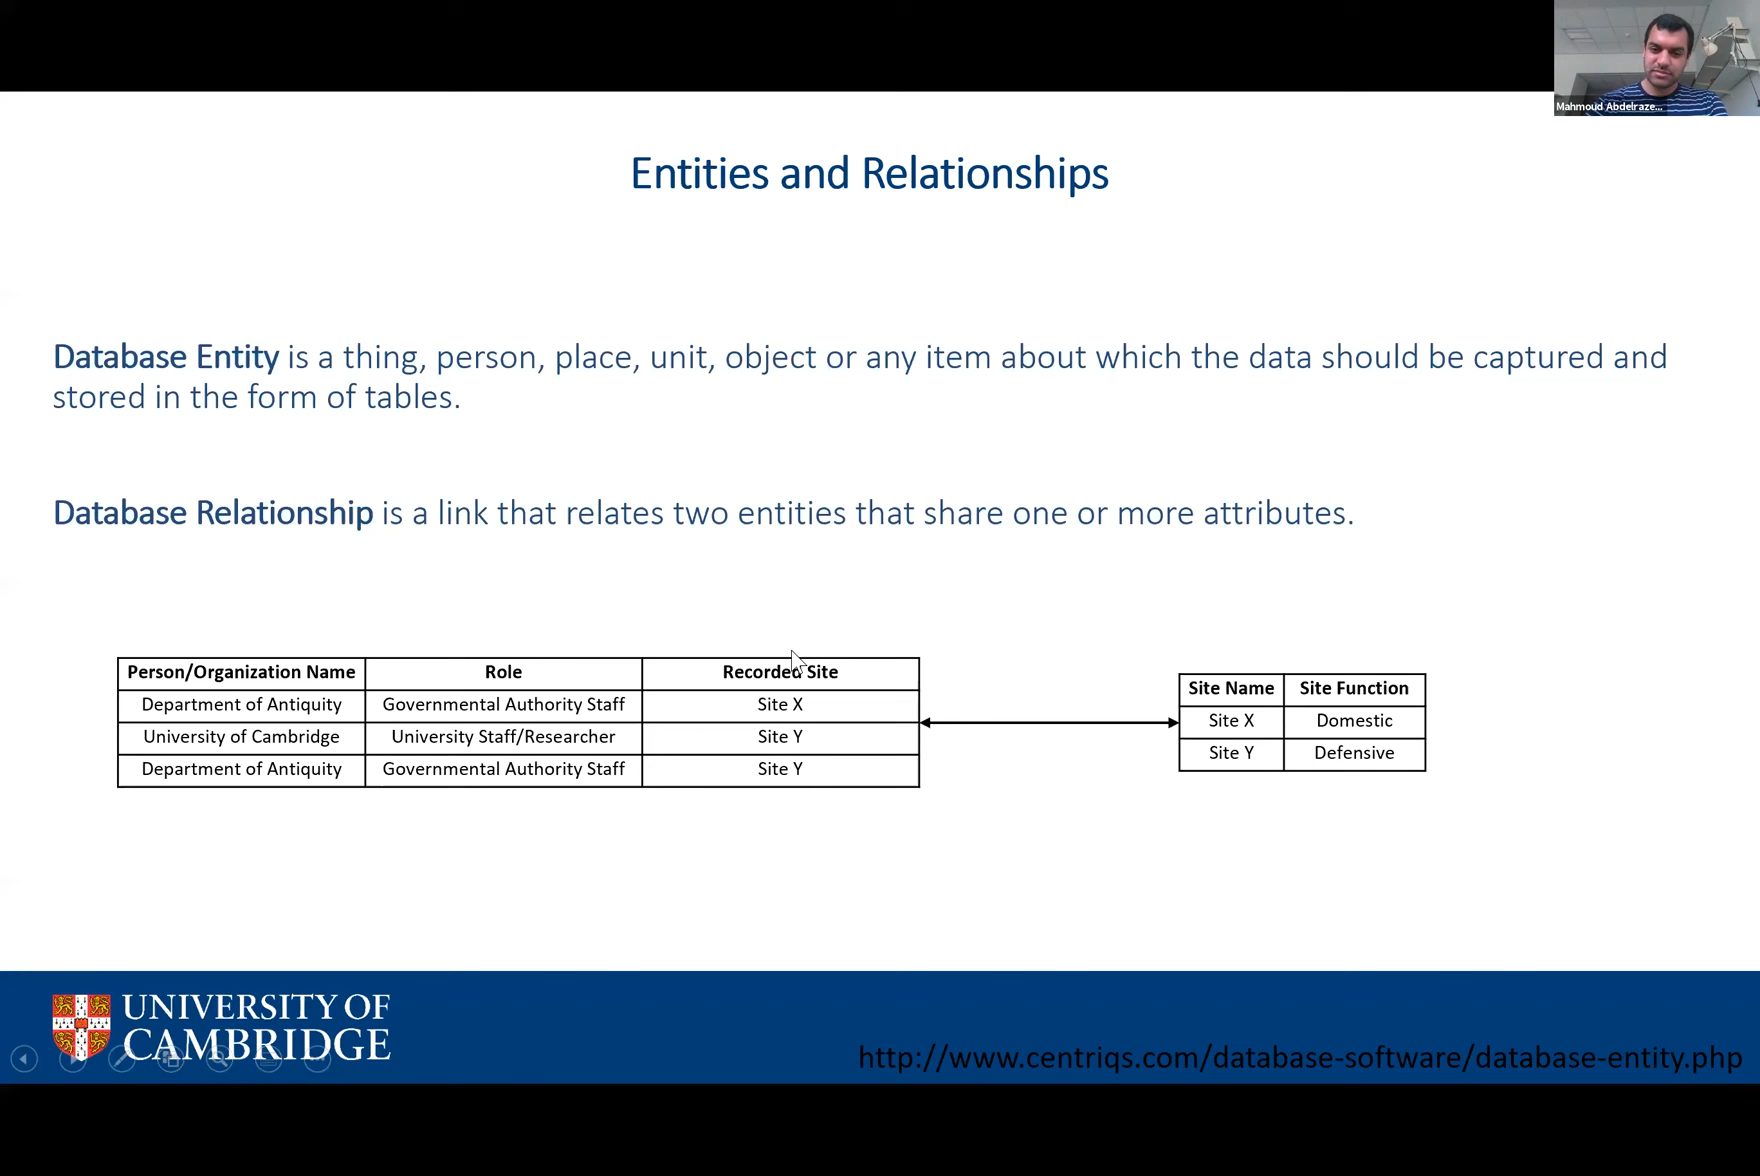 Mahmoud Abdelraze...
Entities and Relationships
Database Entity is a thing, person, place, unit, object or any item about which the data should be captured and
stored in the form of tables.
Database Relationship is a link that relates two entities that share one or more attributes.
Person/Organization Name Role Recorded Site
Department of Antiquity Governmental Authority Staff Site X
University of Cambridge University Staff/Researcher Site Y
Department of Antiquity Governmental Authority Staff Site Y
Site Name Site Function
Site X Domestic
Site Y Defensive
UNIVERSITY OF
CAMBRIDGE
http://www.centriqs.com/database-software/database-entity.php